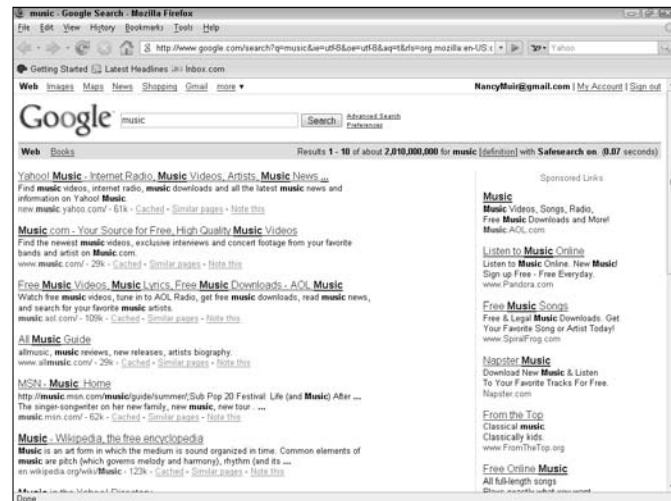 music - Google Search - Mozilla Firefox
File Edit View History Bookmarks Tools Help
http://www.google.com/search?q=music&ie=utf-8&oe=utf-8&aq=t&rls=org.mozilla:en-US:c Yahoo
Getting Started Latest Headlines Inbox.com
Web Images Maps News Shopping Gmail more ▼ NancyMuir@gmail.com | My Account | Sign out
Google music Search Advanced Search
Preferences
Web Books Results 1 - 10 of about 2,010,000,000 for music [definition] with Safesearch on. (0.07 seconds)
Yahoo! Music - Internet Radio, Music Videos, Artists, Music News ...
Find music videos, internet radio, music downloads and all the latest music news and
information on Yahoo! Music.
new.music.yahoo.com/ - 61k - Cached - Similar pages - Note this
Music.com - Your Source for Free, High Quality Music Videos
Find the newest music videos, exclusive interviews and concert footage from your favorite
bands and artist on Music.com.
www.music.com/ - 29k - Cached - Similar pages - Note this
Free Music Videos, Music Lyrics, Free Music Downloads - AOL Music
Watch free music videos, tune in to AOL Radio, get free music downloads, read music news,
and search for your favorite music artists.
music.aol.com/ - 109k - Cached - Similar pages - Note this
All Music Guide
allmusic, music reviews, new releases, artists biography.
www.allmusic.com/ - 29k - Cached - Similar pages - Note this
MSN - Music: Home
http://music.msn.com/music/guide/summer/;Sub Pop 20 Festival: Life (and Music) After ...
The singer-songwriter on her new family, new music, new tour. ...
music.msn.com/ - 62k - Cached - Similar pages - Note this
Music - Wikipedia, the free encyclopedia
Music is an art form in which the medium is sound organized in time. Common elements of
music are pitch (which governs melody and harmony), rhythm (and its ...
en.wikipedia.org/wiki/Music - 123k - Cached - Similar pages - Note this
Music in the Yahoo! Directory
Sponsored Links
Music
Music Videos, Songs, Radio,
Free Music Downloads and More!
Music.AOL.com
Listen to Music Online
Listen to Music Online. New Music!
Sign up Free - Free Everyday.
www.Pandora.com
Free Music Songs
Free & Legal Music Downloads. Get
Your Favorite Song or Artist Today!
www.SpiralFrog.com
Napster Music
Download New Music & Listen
To Your Favorite Tracks For Free.
Napster.com
From the Top
Classical music.
Classically kids.
www.FromTheTop.org
Free Online Music
All full-length songs
Plays exactly what you want
Done